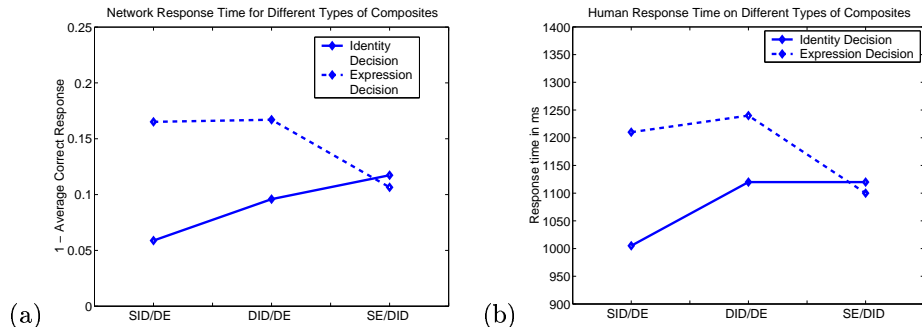 Network Response Time for Different Types of Composites
0.25
0.2
0.15
0.1
0.05
0
1 − Average Correct Response
Identity
Decision
Expression
Decision
SID/DE
DID/DE
SE/DID
(a)
Human Response Time on Different Types of Composites
1400
1350
1300
1250
1200
1150
1100
1050
1000
950
900
Response time in ms
Identity Decision
Expression Decision
SID/DE
DID/DE
SE/DID
(b)